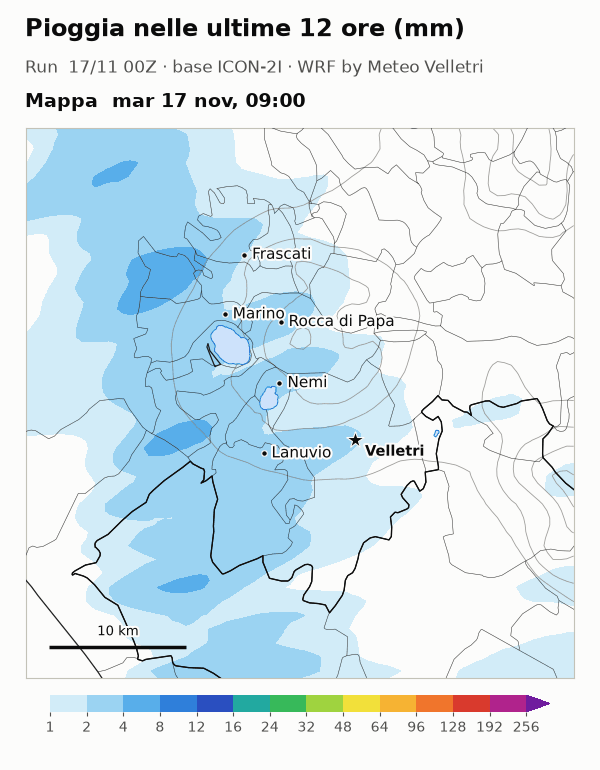 Pioggia nelle ultime 12 ore (mm)
Run 17/11 00Z · base ICON-2I · WRF by Meteo Velletri
Mappa mar 17 nov, 09:00
Frascati
Marino
Rocca di Papa
Nemi
Velletri
Lanuvio
10 km
1 2 4 8 12 16 24 32 48 64 96 128 192 256